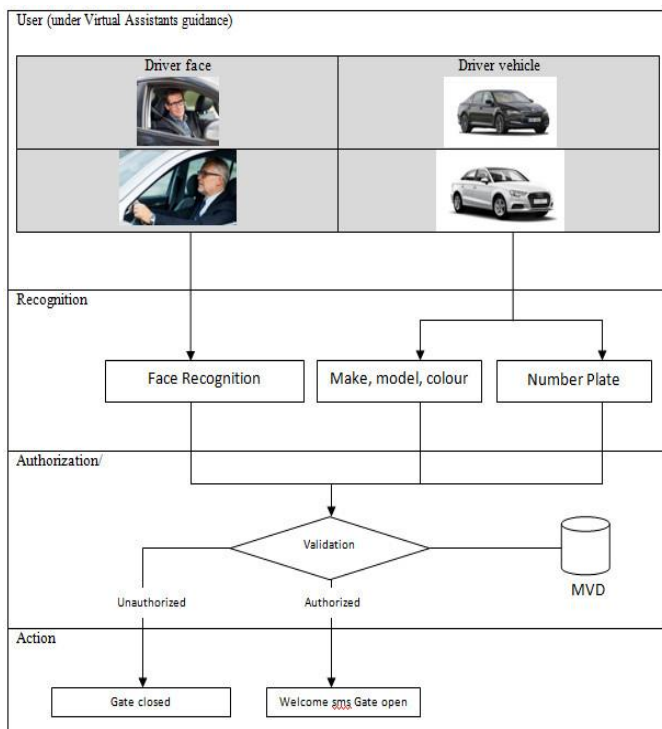 User (under Virtual Assistants guidance)
Driver face
Driver vehicle
Recognition
Face Recognition
Make, model, colour
Number Plate
Authorization/
Validation
MVD
Unauthorized
Authorized
Action
Gate closed
Welcome sms Gate open